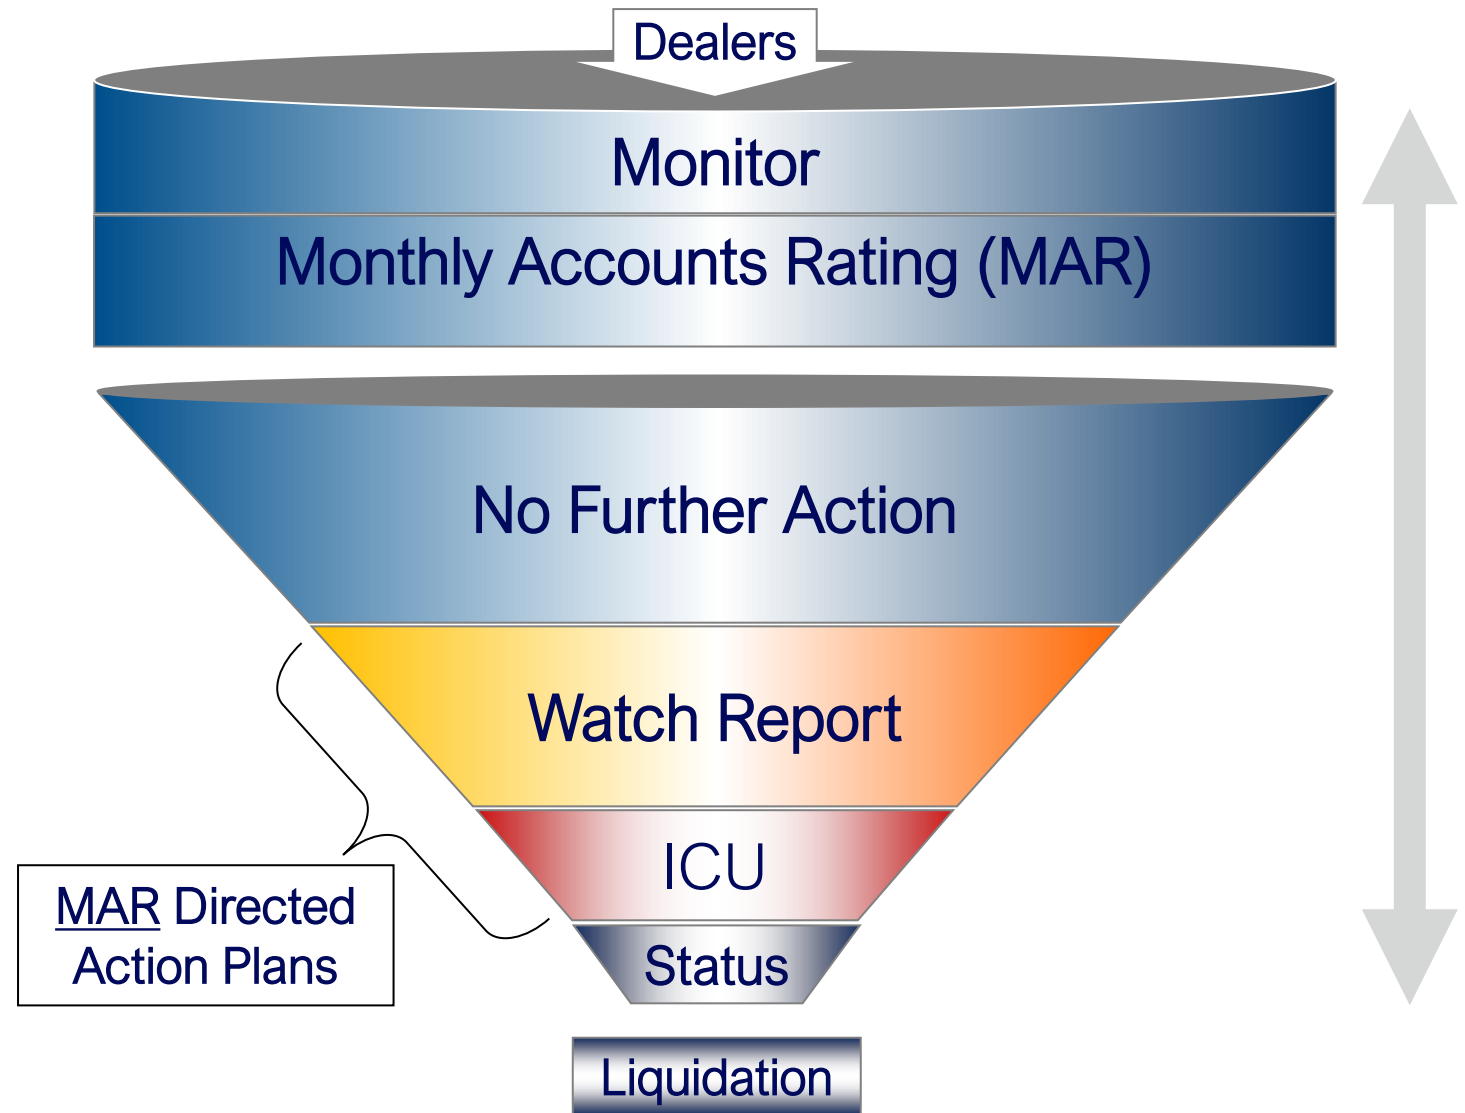 Dealers
Monitor
Monthly Accounts Rating (MAR)
No Further Action
Watch Report
ICU
MAR Directed
Action Plans
Status
Liquidation